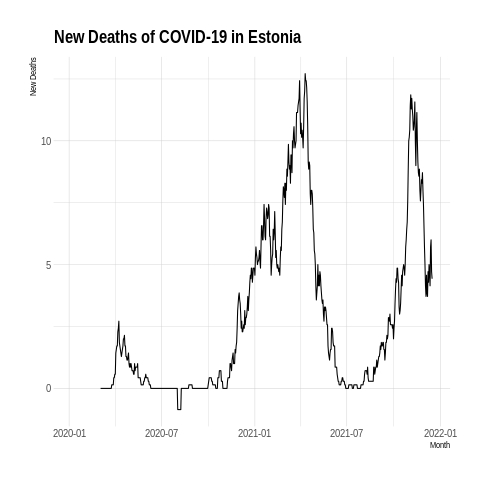 New Deaths of COVID-19 in Estonia
New Deaths
10
5
0
2020-01 2020-07 2021-01 2021-07 2022-01
Month